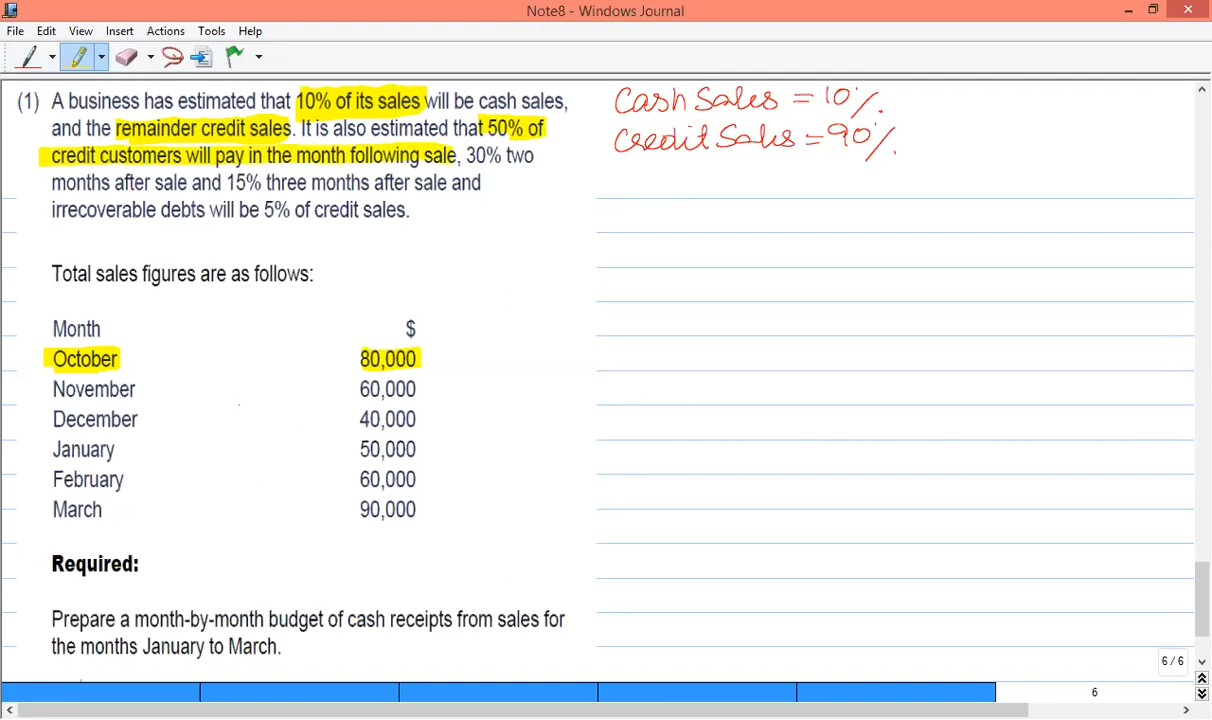 Note8 - Windows Journal
File Edit View Insert Actions Tools Help
(1) A business has estimated that 10% of its sales will be cash sales,
and the remainder credit sales. It is also estimated that 50% of
credit customers will pay in the month following sale, 30% two
months after sale and 15% three months after sale and
irrecoverable debts will be 5% of credit sales.
Cash Sales = 10%.
Credit Sales = 90%.
Total sales figures are as follows:
Month $
October 80,000
November 60,000
December 40,000
January 50,000
February 60,000
March 90,000
Required:
Prepare a month-by-month budget of cash receipts from sales for
the months January to March.
6 / 6
6